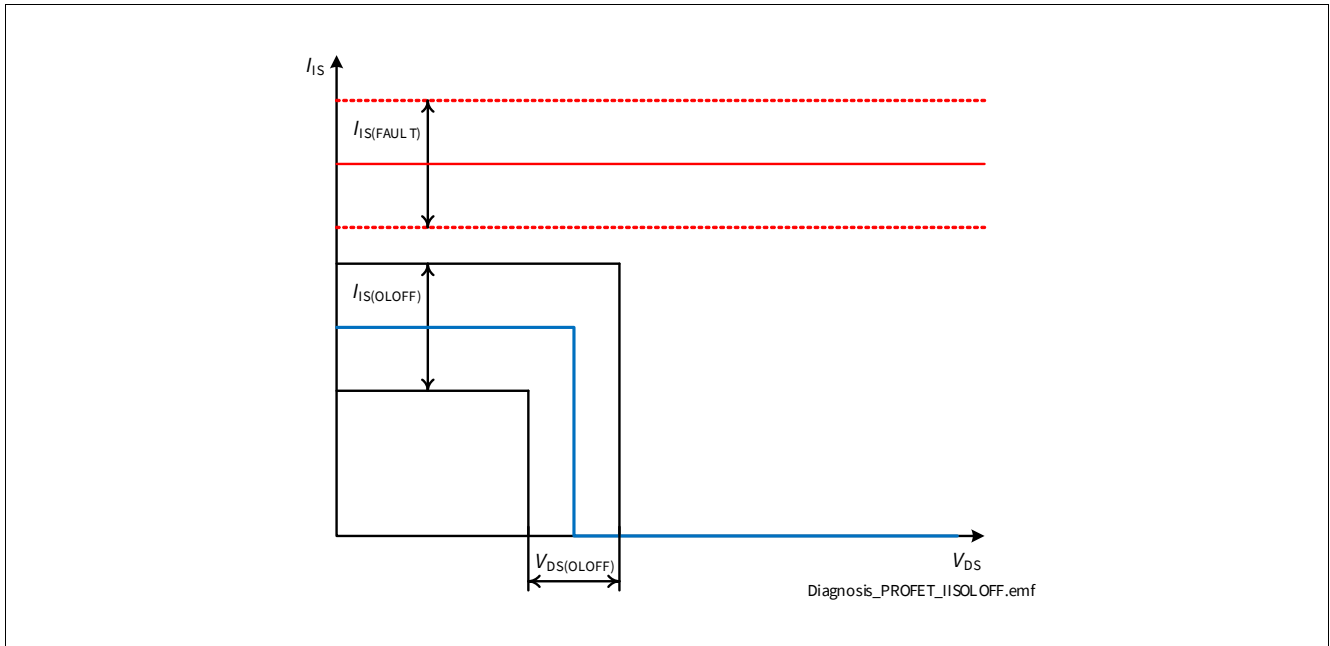 IIS
IIS(FAULT)
IIS(OLOFF)
VDS(OLOFF)
VDS
Diagnosis_PROFET_IISOLOFF.emf